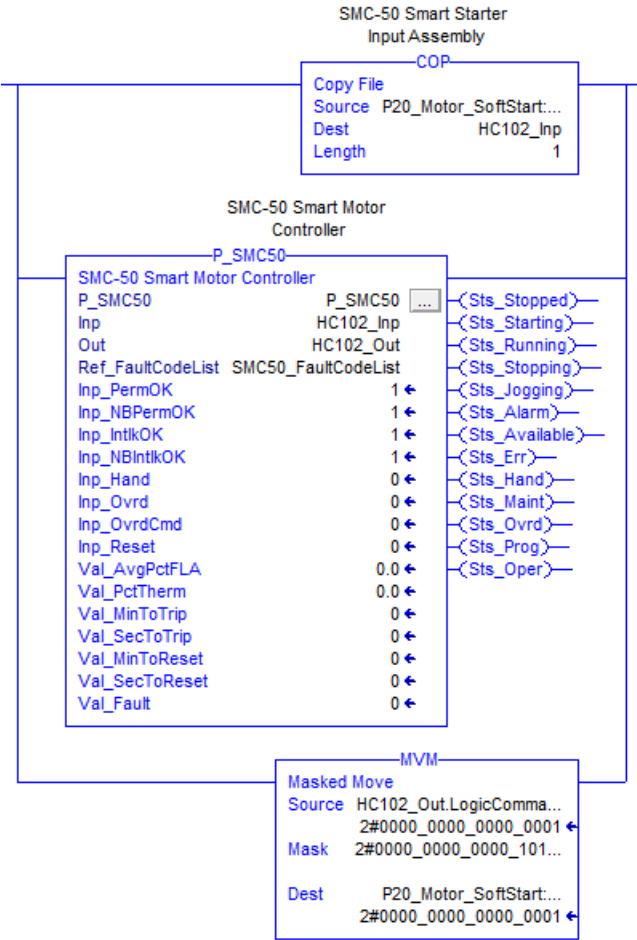 SMC-50 Smart Starter
Input Assembly
COP
Copy File
Source P20_Motor_SoftStart:...
Dest HC102_Inp
Length 1
SMC-50 Smart Motor
Controller
P_SMC50
SMC-50 Smart Motor Controller
P_SMC50 P_SMC50 ... (Sts_Stopped)
Inp HC102_Inp (Sts_Starting)
Out HC102_Out (Sts_Running)
Ref_FaultCodeList SMC50_FaultCodeList (Sts_Stopping)
Inp_PermOK 1 (Sts_Jogging)
Inp_NBPermOK 1 (Sts_Alarm)
Inp_IntlkOK 1 (Sts_Available)
Inp_NBIntlkOK 1 (Sts_Err)
Inp_Hand 0 (Sts_Hand)
Inp_Ovrd 0 (Sts_Maint)
Inp_OvrdCmd 0 (Sts_Ovrd)
Inp_Reset 0 (Sts_Prog)
Val_AvgPctFLA 0.0 (Sts_Oper)
Val_PctTherm 0.0
Val_MinToTrip 0
Val_SecToTrip 0
Val_MinToReset 0
Val_SecToReset 0
Val_Fault 0
MVM
Masked Move
Source HC102_Out.LogicComma...
2#0000_0000_0000_0001
Mask 2#0000_0000_0000_101...
Dest P20_Motor_SoftStart:...
2#0000_0000_0000_0001